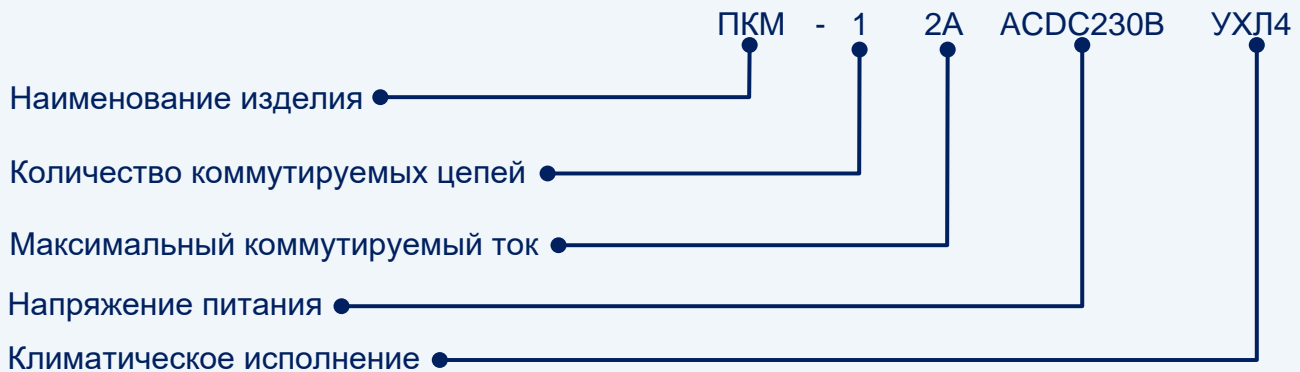 ПКМ - 1 2А ACDC230В УХЛ4
Наименование изделия
Количество коммутируемых цепей
Максимальный коммутируемый ток
Напряжение питания
Климатическое исполнение